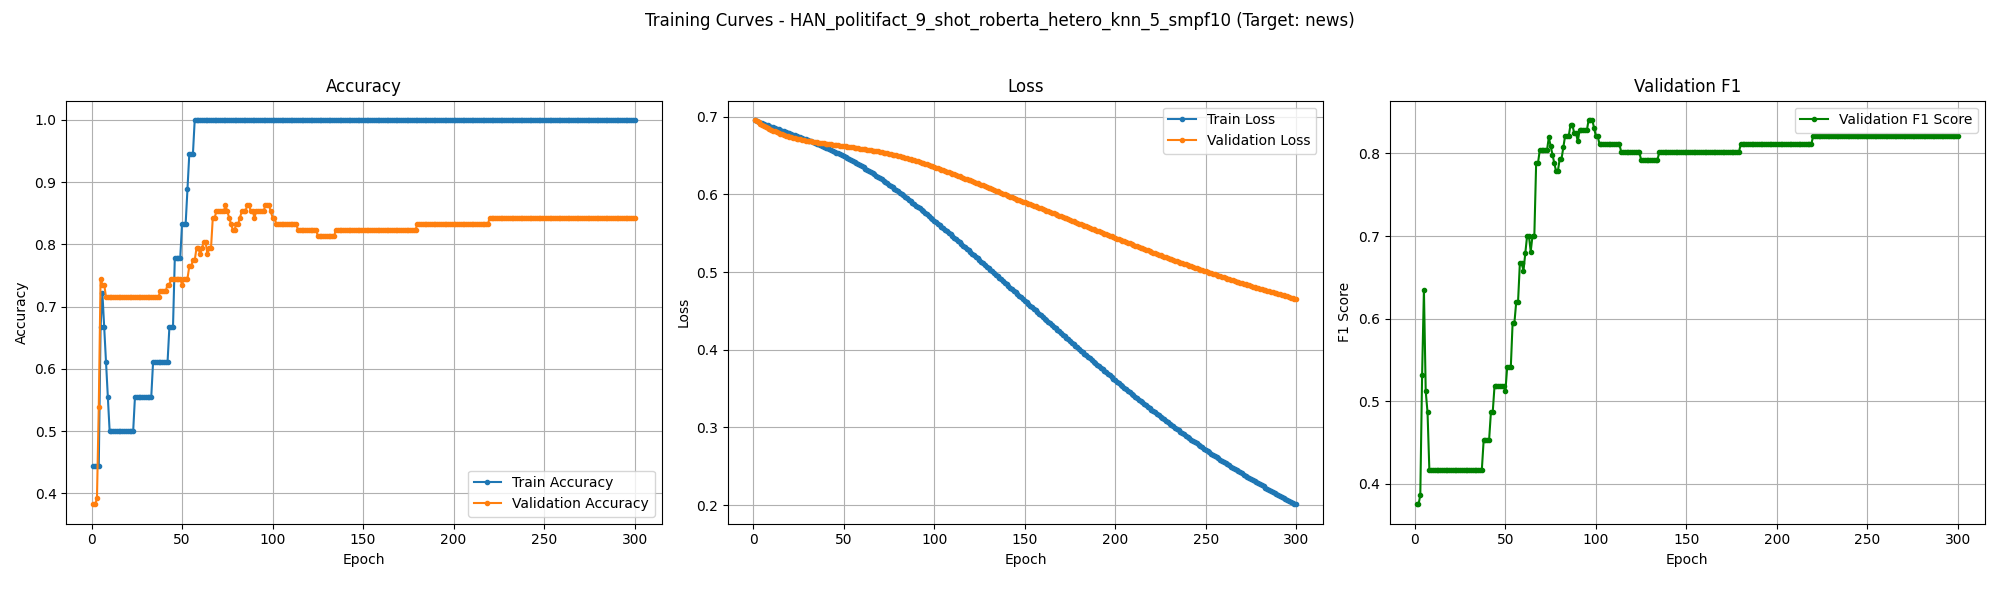 Training Curves - HAN_politifact_9_shot_roberta_hetero_knn_5_smpf10 (Target: news)
Accuracy
1.0
0.9
0.8
0.7
0.6
0.5
0.4
Accuracy
Train Accuracy
Validation Accuracy
0 50 100 150 200 250 300
Epoch
Loss
0.7
0.6
0.5
0.4
0.3
0.2
Loss
Train Loss
Validation Loss
0 50 100 150 200 250 300
Epoch
Validation F1
0.8
0.7
0.6
0.5
0.4
F1 Score
Validation F1 Score
0 50 100 150 200 250 300
Epoch